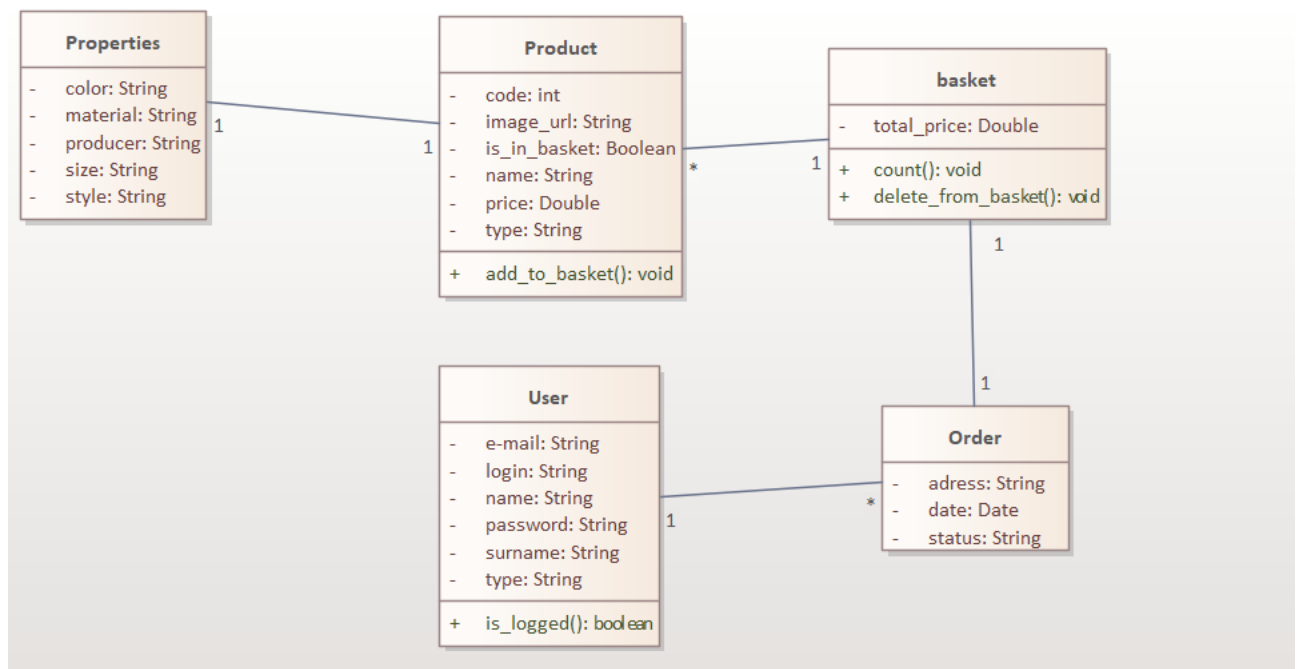 Properties
- color: String
- material: String
- producer: String
- size: String
- style: String
1
1
Product
- code: int
- image_url: String
- is_in_basket: Boolean
- name: String
- price: Double
- type: String
+ add_to_basket(): void
*
1
basket
- total_price: Double
+ count(): void
+ delete_from_basket(): void
1
1
User
- e-mail: String
- login: String
- name: String
- password: String
- surname: String
- type: String
+ is_logged(): boolean
1
*
Order
- adress: String
- date: Date
- status: String